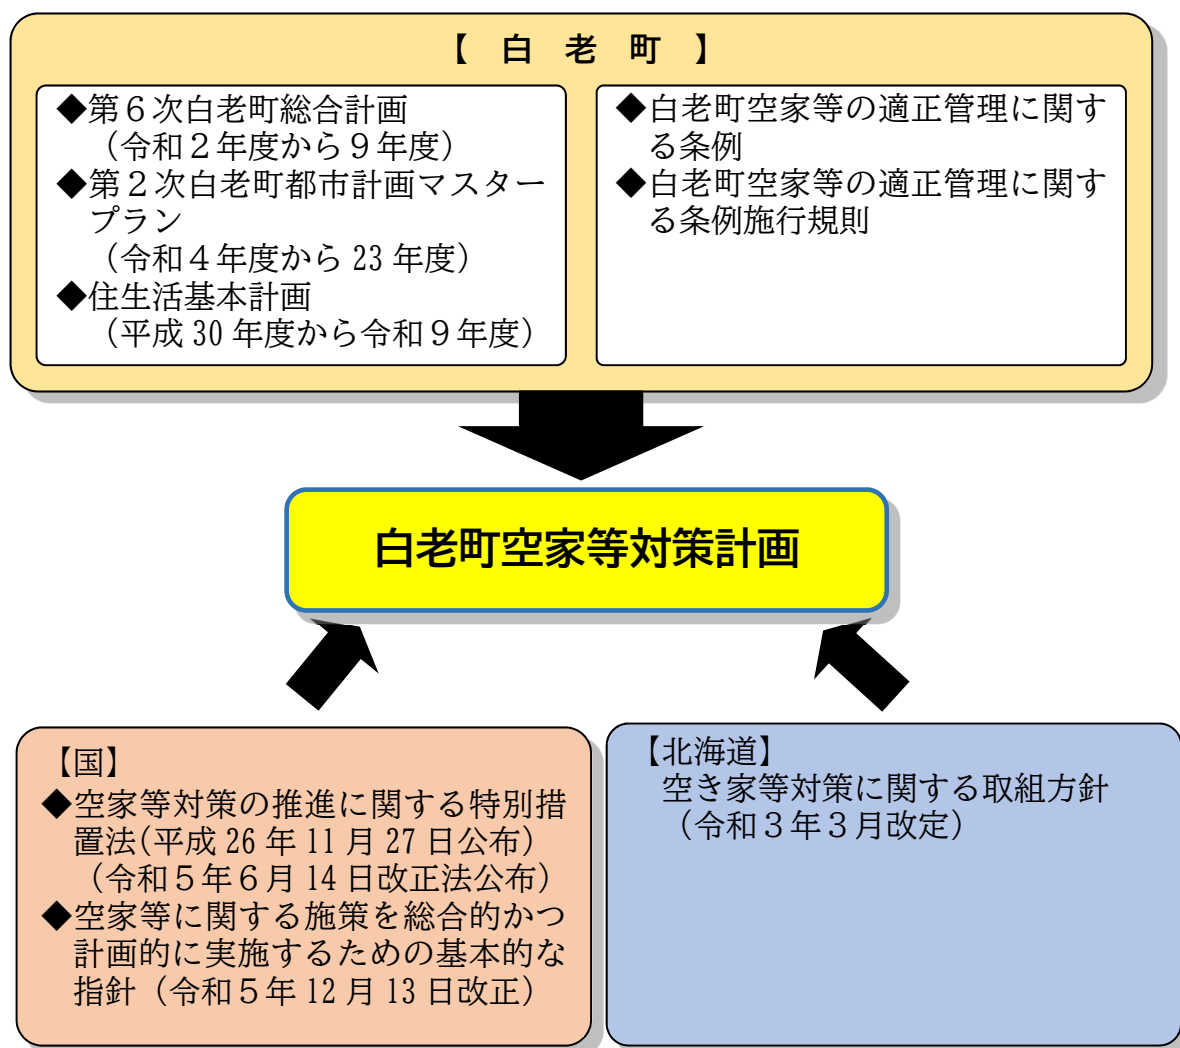 【 白 老 町 】
◆第６次白老町総合計画
（令和２年度から９年度）
◆第２次白老町都市計画マスター
プラン
（令和４年度から 23 年度）
◆住生活基本計画
（平成 30 年度から令和９年度）
◆白老町空家等の適正管理に関す
る条例
◆白老町空家等の適正管理に関す
る条例施行規則
白老町空家等対策計画
【国】
◆空家等対策の推進に関する特別措
置法(平成 26 年 11 月 27 日公布)
（令和５年６月 14 日改正法公布）
◆空家等に関する施策を総合的かつ
計画的に実施するための基本的な
指針（令和５年 12 月 13 日改正）
【北海道】
空き家等対策に関する取組方針
（令和３年３月改定）